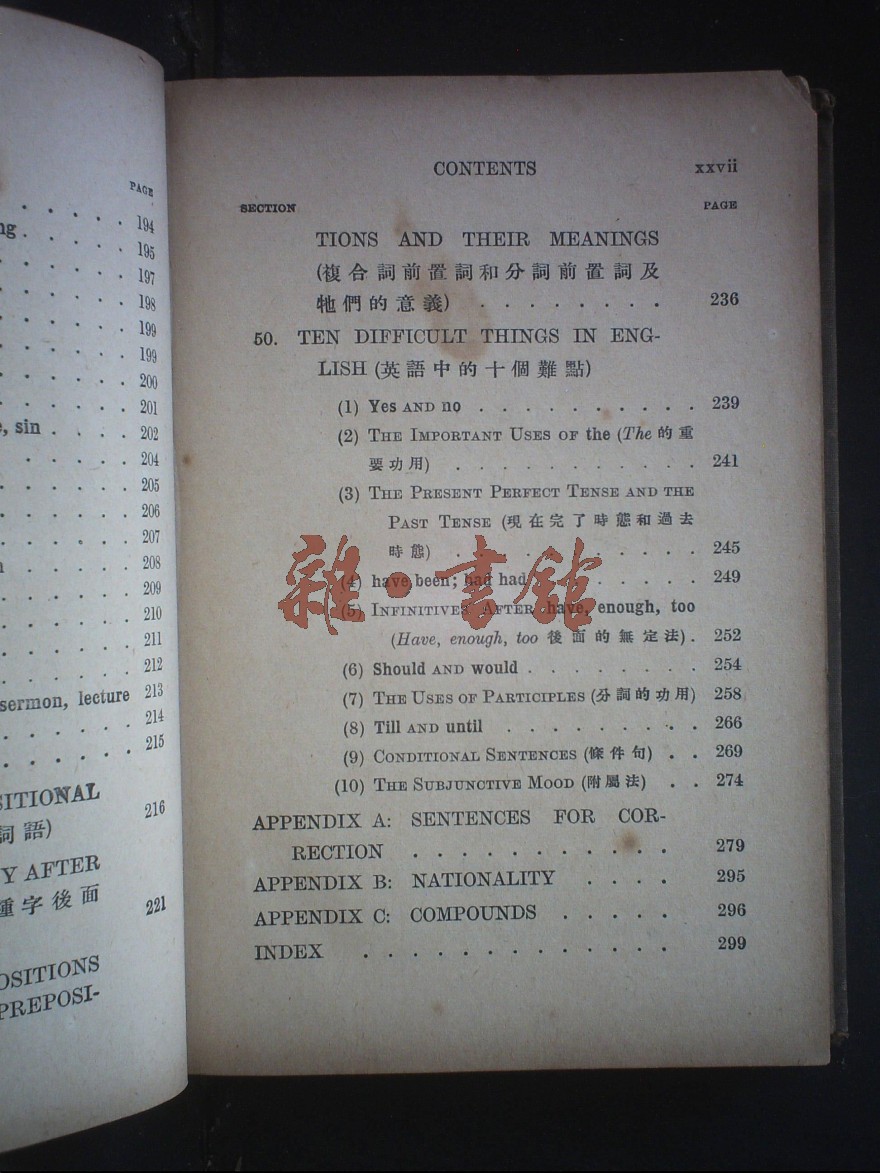 PAGE
194
ng
195
197
198
199
199
200
201
e, sin . . . . 202
204
205
206
207
208
209
210
211
212
sermon, lecture 213
214
215
SITIONAL
詞語) 216
Y AFTER
重字後面
221
OSITIONS
PREPOSI-
CONTENTS xxvii
SECTION PAGE
TIONS AND THEIR MEANINGS
(複合詞前置詞和分詞前置詞及
牠們的意義) . . . . . . . . 236
50. TEN DIFFICULT THINGS IN ENG-
LISH (英語中的十個難點)
(1) Yes AND no . . . . . . . . . . 239
(2) THE IMPORTANT USES OF the (The 的重
要功用) . . . . . . . . . . . 241
(3) THE PRESENT PERFECT TENSE AND THE
PAST TENSE (現在完了時態和過去
時態) . . . . . . . . . . . . 245
(4) have been; had had . . . . . . . 249
(5) INFINITIVES AFTER have, enough, too
(Have, enough, too 後面的無定法) . 252
(6) Should AND would . . . . . . . . 254
(7) THE USES OF PARTICIPLES (分詞的功用) 258
(8) Till AND until . . . . . . . . . 266
(9) CONDITIONAL SENTENCES (條件句) . . 269
(10) THE SUBJUNCTIVE MOOD (附屬法) . . 274
APPENDIX A: SENTENCES FOR COR-
RECTION . . . . . . . . . . . 279
APPENDIX B: NATIONALITY . . . . 295
APPENDIX C: COMPOUNDS . . . . . 296
INDEX . . . . . . . . . . . . . 299
雜·書館